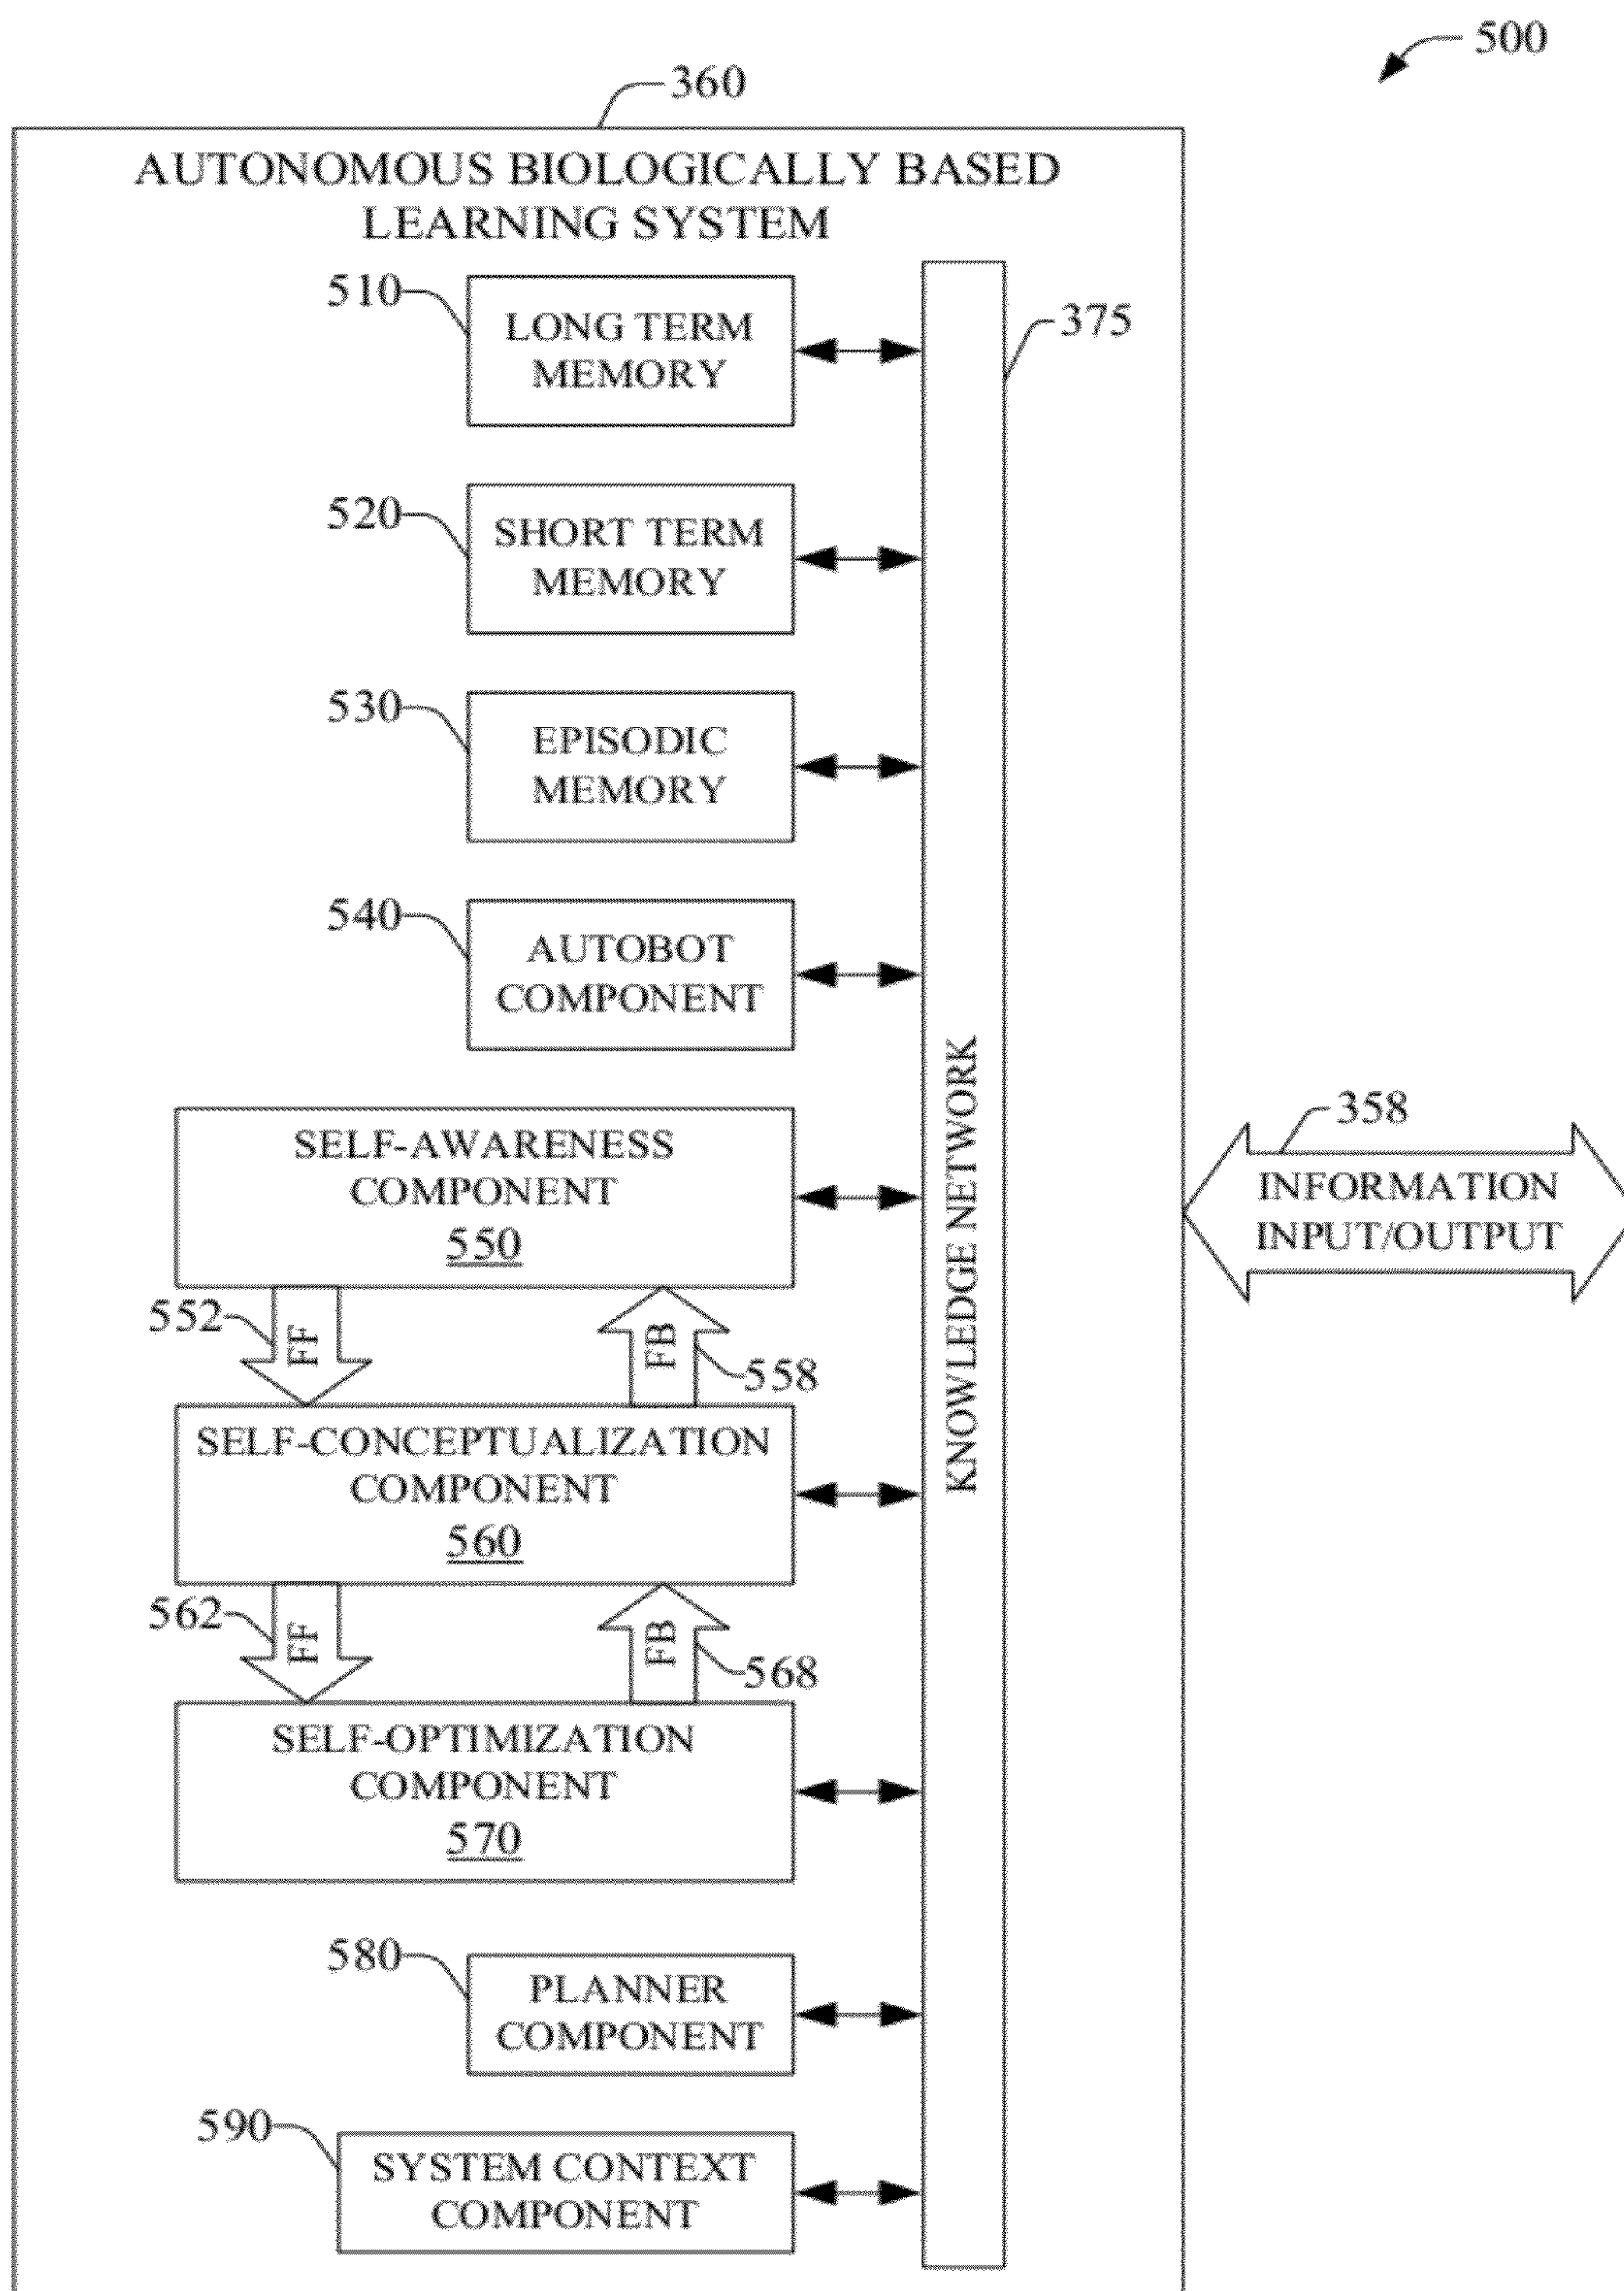 500
360
AUTONOMOUS BIOLOGICALLY BASED
LEARNING SYSTEM
510
LONG TERM
MEMORY
375
520
SHORT TERM
MEMORY
530
EPISODIC
MEMORY
540
AUTOBOT
COMPONENT
KNOWLEDGE NETWORK
358
INFORMATION
INPUT/OUTPUT
SELF-AWARENESS
COMPONENT
550
552
FF
FB
558
SELF-CONCEPTUALIZATION
COMPONENT
560
562
FF
FB
568
SELF-OPTIMIZATION
COMPONENT
570
580
PLANNER
COMPONENT
590
SYSTEM CONTEXT
COMPONENT